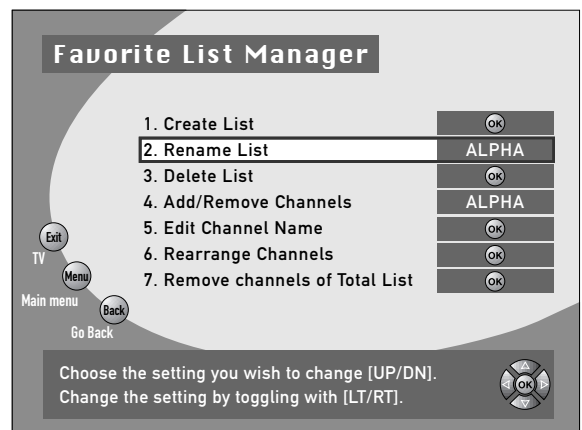 Favorite List Manager
1. Create List OK
2. Rename List ALPHA
3. Delete List OK
4. Add/Remove Channels ALPHA
5. Edit Channel Name OK
6. Rearrange Channels OK
7. Remove channels of Total List OK
Exit
TV
Menu
Main menu
Back
Go Back
Choose the setting you wish to change [UP/DN].
Change the setting by toggling with [LT/RT].
OK